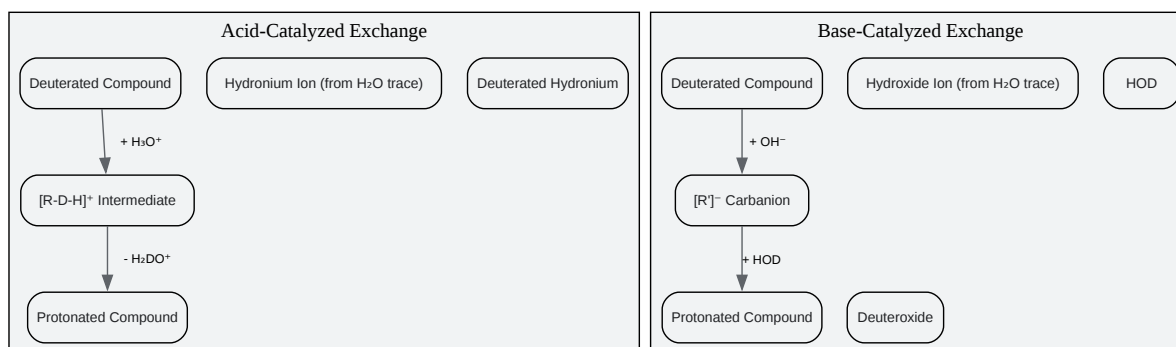 Acid-Catalyzed Exchange
Deuterated Compound
Hydronium Ion (from H₂O trace)
Deuterated Hydronium
+ H₃O⁺
[R-D-H]⁺ Intermediate
- H₂DO⁺
Protonated Compound
Base-Catalyzed Exchange
Deuterated Compound
Hydroxide Ion (from H₂O trace)
HOD
+ OH⁻
[R']⁻ Carbanion
+ HOD
Protonated Compound
Deuteroxide